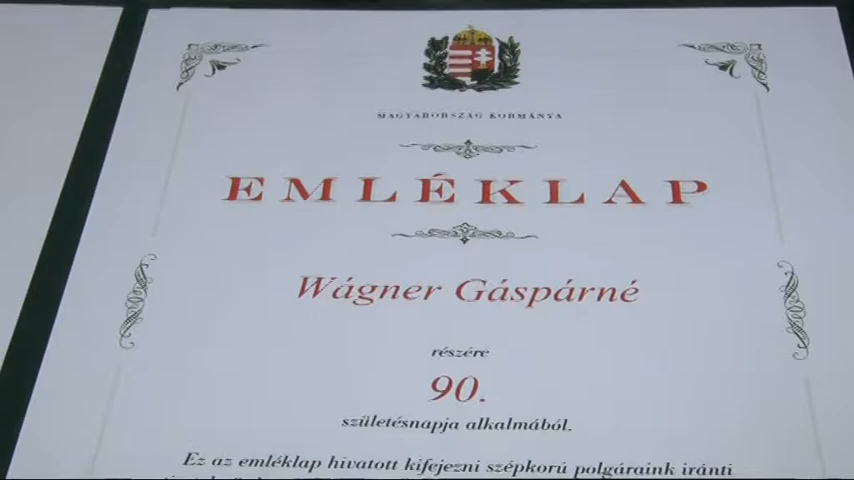 MAGYARORSZÁG KORMÁNYA
EMLÉKLAP
Wágner Gáspárné
részére
90.
születésnapja alkalmából.
Ez az emléklap hivatott kifejezni szépkorú polgáraink iránti